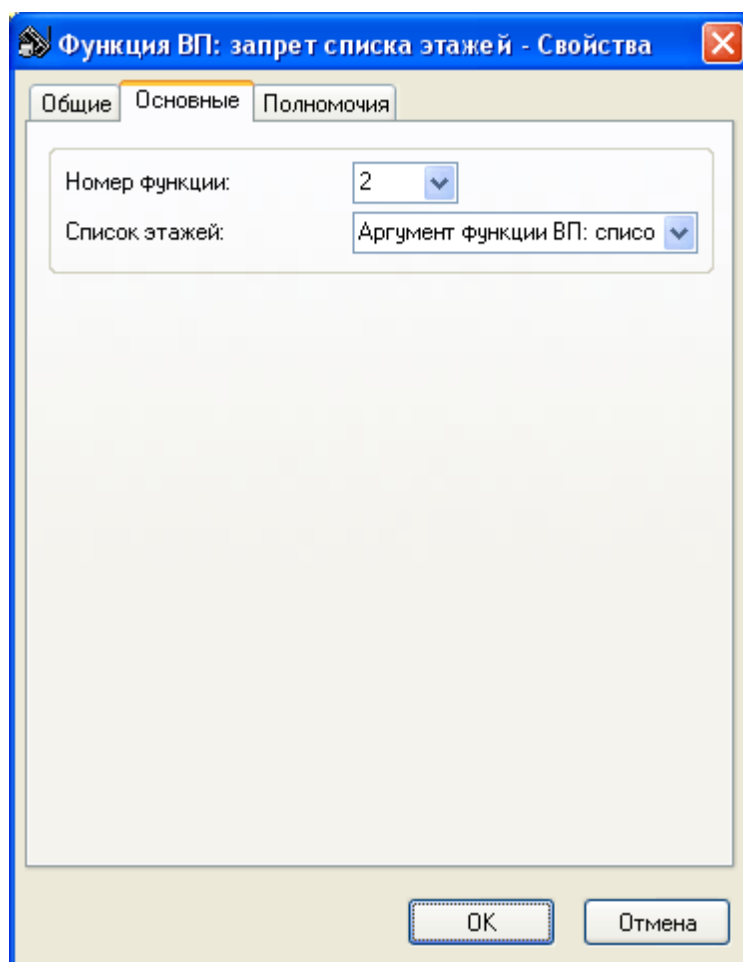 Функция ВП: запрет списка этажей - Свойства
Общие Основные Полномочия
Номер функции: 2
Список этажей: Аргумент функции ВП: списо
OK Отмена